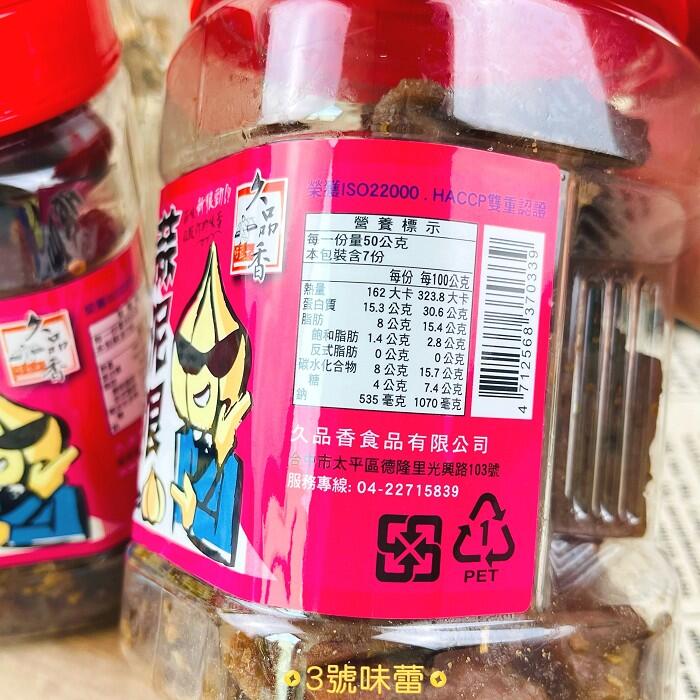 久品香
榮獲ISO22000．HACCP雙重認證
營養標示
每一份量50公克
本包裝含7份
每份 每100公克
熱量 162 大卡 323.8 大卡
蛋白質 15.3 公克 30.6 公克
脂肪 8 公克 15.4 公克
飽和脂肪 1.4 公克 2.8 公克
反式脂肪 0 公克 0 公克
碳水化合物 8 公克 15.7 公克
糖 4 公克 7.4 公克
鈉 535 毫克 1070 毫克
4 712568 370339
久品香食品有限公司
台中市太平區德隆里光興路103號
服務專線: 04-22715839
1
PET
久品香
3號味蕾